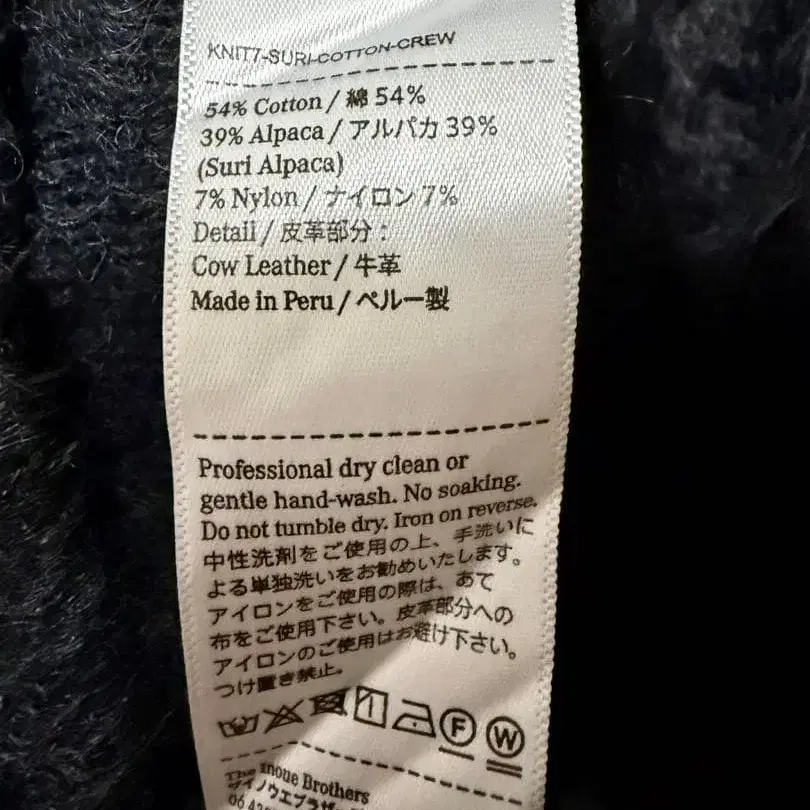 KNIT7-SURI-COTTON-CREW
54% Cotton / 綿 54%
39% Alpaca / アルパカ 39%
(Suri Alpaca)
7% Nylon / ナイロン 7%
Detail / 皮革部分 :
Cow Leather / 牛革
Made in Peru / ペルー製
Professional dry clean or
gentle hand-wash. No soaking.
Do not tumble dry. Iron on reverse.
中性洗剤をご使用の上、手洗いに
よる単独洗いをお勧めいたします。
アイロンをご使用の際は、あて
布をご使用下さい。皮革部分への
アイロンのご使用はお避け下さい。
つけ置き禁止。
F W
The Inoue Brothers
ザ イノウエブラザーズ